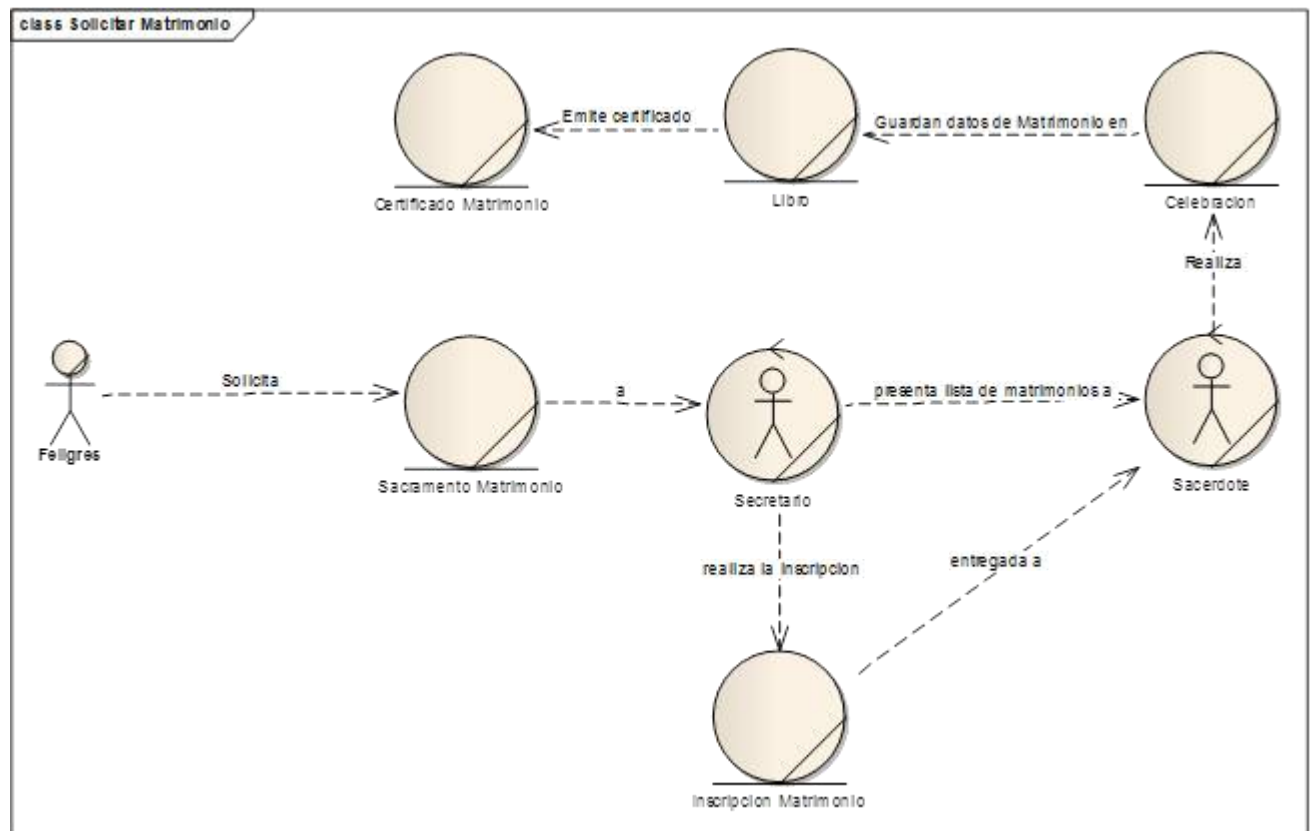 class Solicitar Matrimonio
Emite certificado
Guardan datos de Matrimonio en
Certificado Matrimonio
Libro
Celebracion
Realiza
Solicita
a
presenta lista de matrimonios a
Feligres
Sacramento Matrimonio
Secretario
Sacerdote
realiza la inscripcion
entregada a
Inscripcion Matrimonio